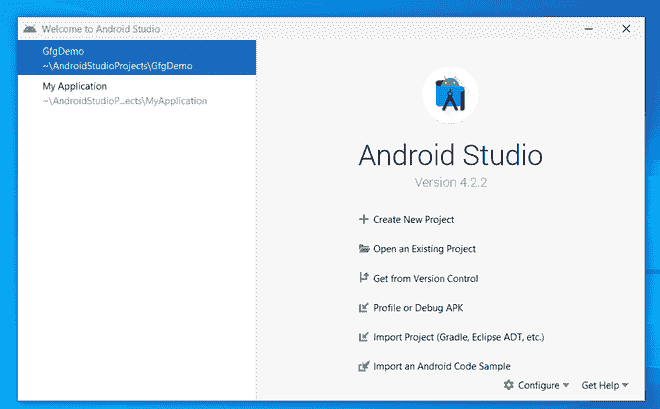 Welcome to Android Studio
GfgDemo
~\AndroidStudioProjects\GfgDemo
My Application
~\AndroidStudioP...ects\MyApplication
Android Studio
Version 4.2.2
Create New Project
Open an Existing Project
Get from Version Control
Profile or Debug APK
Import Project (Gradle, Eclipse ADT, etc.)
Import an Android Code Sample
Configure
Get Help